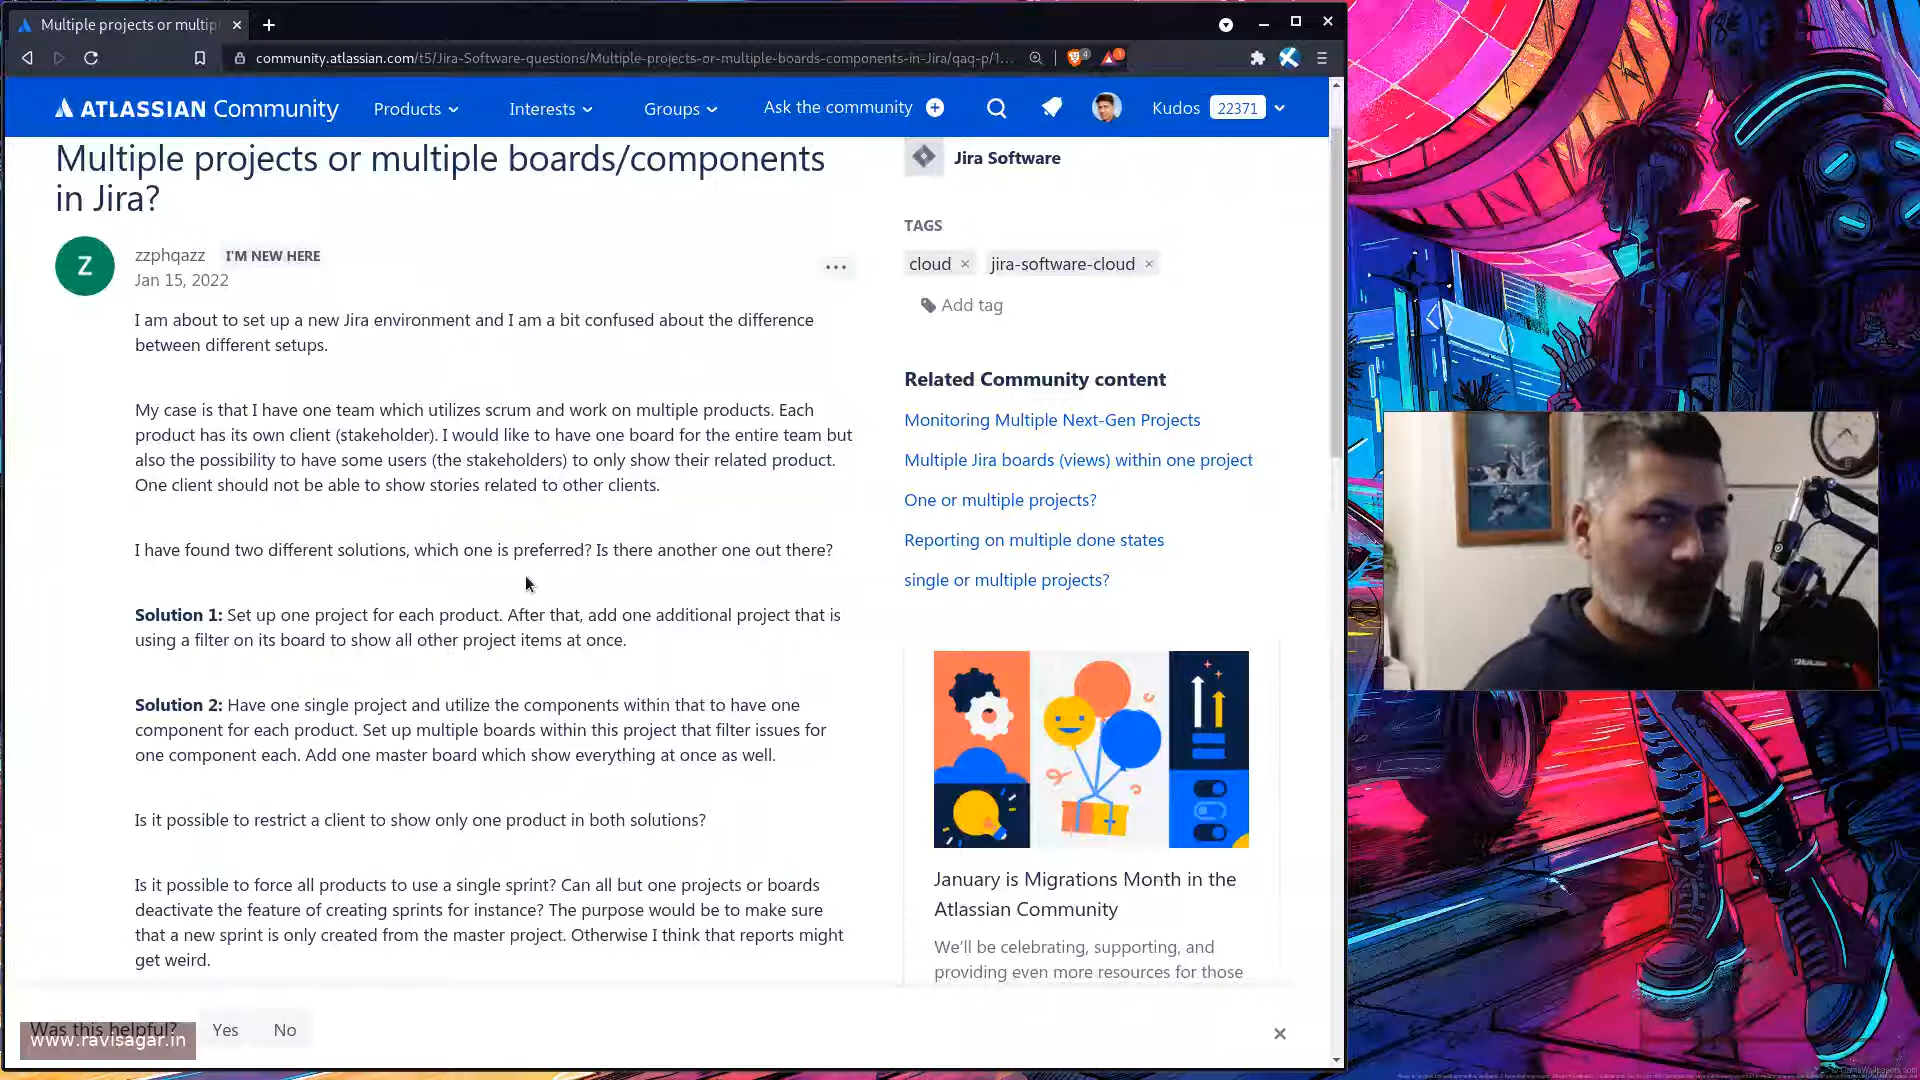 Multiple projects or multip
community.atlassian.com/t5/Jira-Software-questions/Multiple-projects-or-multiple-boards-components-in-Jira/qaq-p/1...
4
1
ATLASSIAN Community
Products
Interests
Groups
Ask the community
Kudos
22371
Multiple projects or multiple boards/components
in Jira?
Z
zzphqazz
I'M NEW HERE
Jan 15, 2022
...
I am about to set up a new Jira environment and I am a bit confused about the difference
between different setups.
My case is that I have one team which utilizes scrum and work on multiple products. Each
product has its own client (stakeholder). I would like to have one board for the entire team but
also the possibility to have some users (the stakeholders) to only show their related product.
One client should not be able to show stories related to other clients.
I have found two different solutions, which one is preferred? Is there another one out there?
Solution 1: Set up one project for each product. After that, add one additional project that is
using a filter on its board to show all other project items at once.
Solution 2: Have one single project and utilize the components within that to have one
component for each product. Set up multiple boards within this project that filter issues for
one component each. Add one master board which show everything at once as well.
Is it possible to restrict a client to show only one product in both solutions?
Is it possible to force all products to use a single sprint? Can all but one projects or boards
deactivate the feature of creating sprints for instance? The purpose would be to make sure
that a new sprint is only created from the master project. Otherwise I think that reports might
get weird.
Jira Software
TAGS
cloud ×
jira-software-cloud ×
Add tag
Related Community content
Monitoring Multiple Next-Gen Projects
Multiple Jira boards (views) within one project
One or multiple projects?
Reporting on multiple done states
single or multiple projects?
January is Migrations Month in the
Atlassian Community
We'll be celebrating, supporting, and
providing even more resources for those
Was this helpful?
Yes
No
www.ravisagar.in